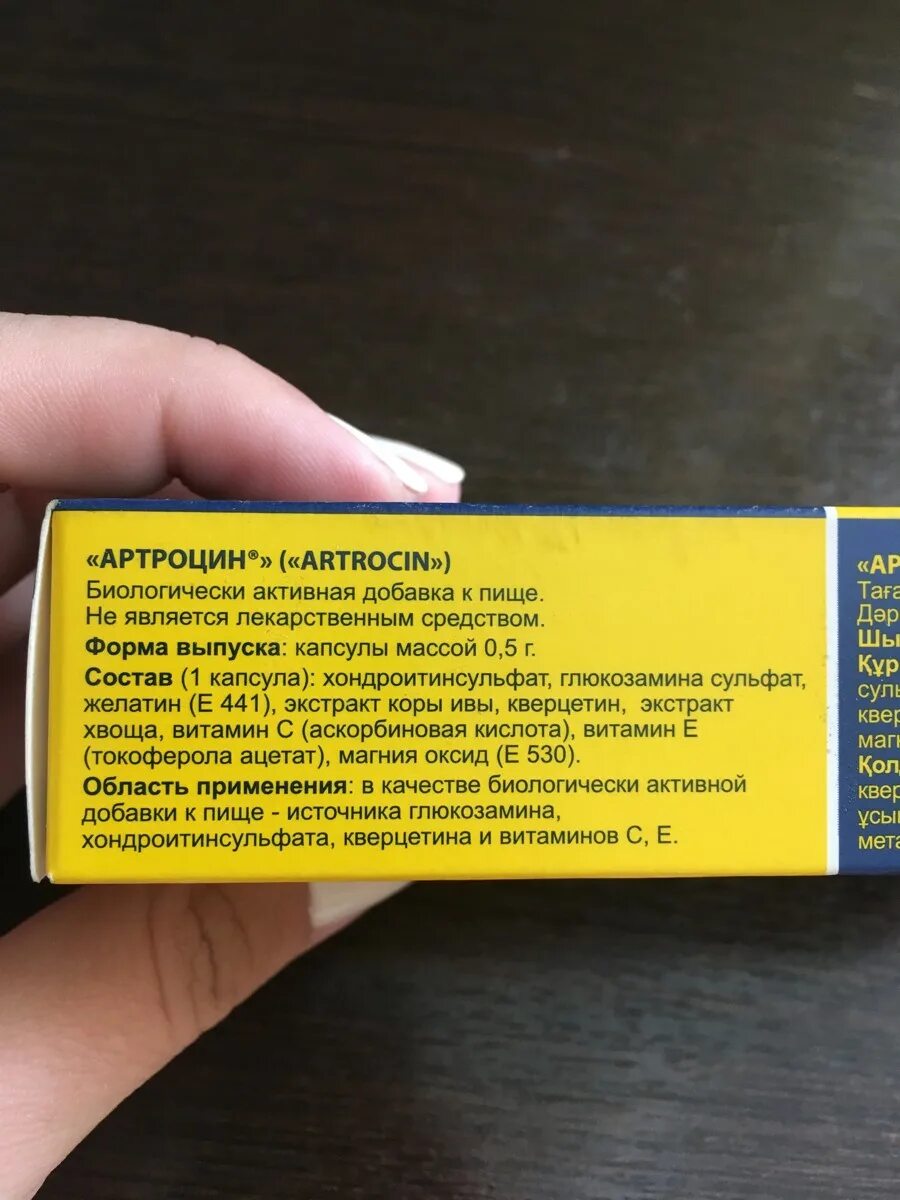 «АРТРОЦИН®» («ARTROCIN»)
Биологически активная добавка к пище.
Не является лекарственным средством.
Форма выпуска: капсулы массой 0,5 г.
Состав (1 капсула): хондроитинсульфат, глюкозамина сульфат,
желатин (Е 441), экстракт коры ивы, кверцетин, экстракт
хвоща, витамин С (аскорбиновая кислота), витамин Е
(токоферола ацетат), магния оксид (Е 530).
Область применения: в качестве биологически активной
добавки к пище - источника глюкозамина,
хондроитинсульфата, кверцетина и витаминов С, Е.